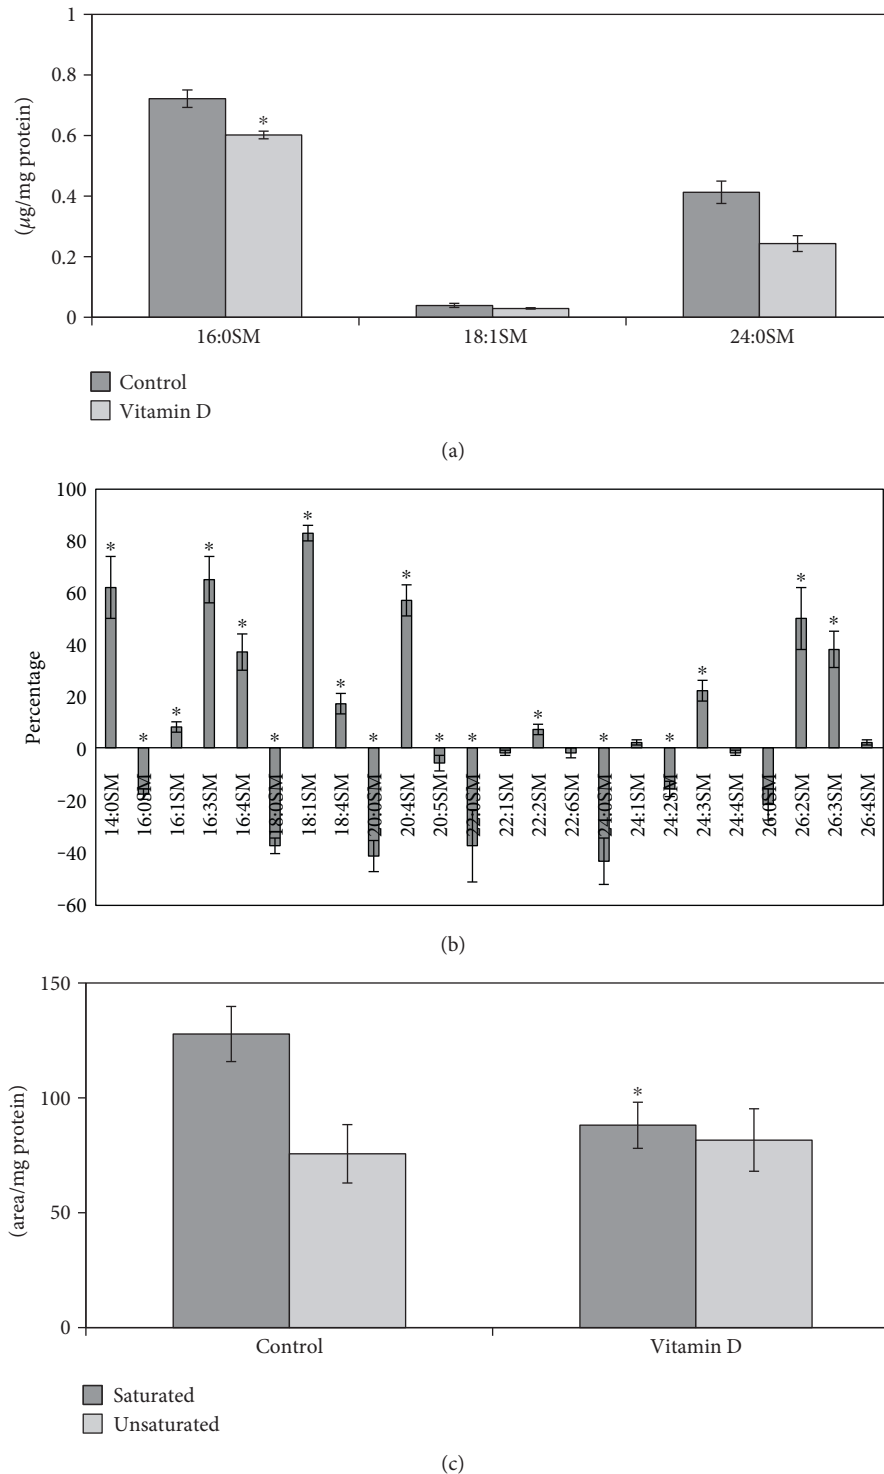 1
0.8
0.6
0.4
0.2
0
(µg/mg protein)
*
16:0SM 18:1SM 24:0SM
Control
Vitamin D
(a)
100
80
60
40
20
0
-20
-40
-60
Percentage
* * * * * * * * * * * * * * * * * *
14:0SM
16:0SM
16:1SM
16:3SM
16:4SM
18:0SM
18:1SM
18:4SM
20:0SM
20:4SM
20:5SM
22:0SM
22:1SM
22:2SM
22:6SM
24:0SM
24:1SM
24:2SM
24:3SM
24:4SM
26:0SM
26:2SM
26:3SM
26:4SM
(b)
150
100
50
0
(area/mg protein)
*
Control Vitamin D
Saturated
Unsaturated
(c)